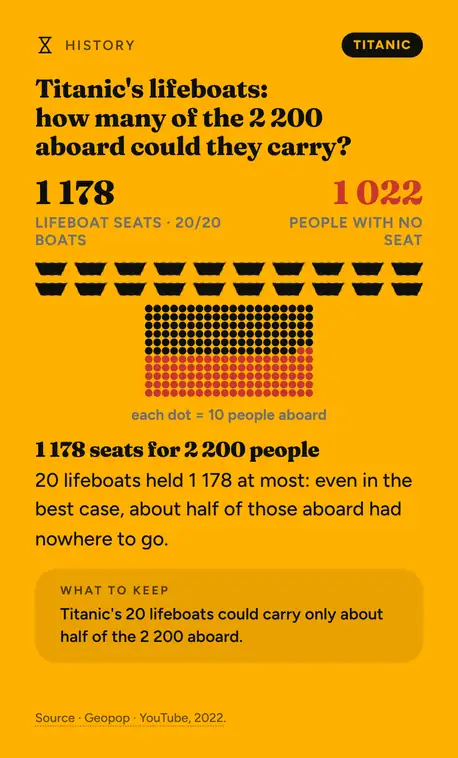 HISTORY
TITANIC
Titanic's lifeboats:
how many of the 2 200
aboard could they carry?
1 178
LIFEBOAT SEATS · 20/20
BOATS
1 022
PEOPLE WITH NO
SEAT
each dot = 10 people aboard
1 178 seats for 2 200 people
20 lifeboats held 1 178 at most: even in the
best case, about half of those aboard had
nowhere to go.
WHAT TO KEEP
Titanic's 20 lifeboats could carry only about
half of the 2 200 aboard.
Source · Geopop · YouTube, 2022.